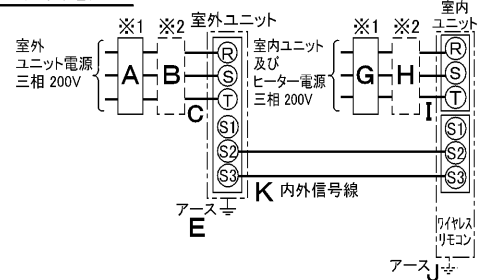 ※1 ※2 室外ユニット
室外
ユニット電源
三相 200V
A B C
R
S
T
S1
S2
S3
アース
E
※1 ※2 室内
ユニット
室内ユニット
及び
ヒーター電源
三相 200V
G H I
R
S
T
S1
S2
S3
K 内外信号線
ワイヤレス
リモコン
アース J